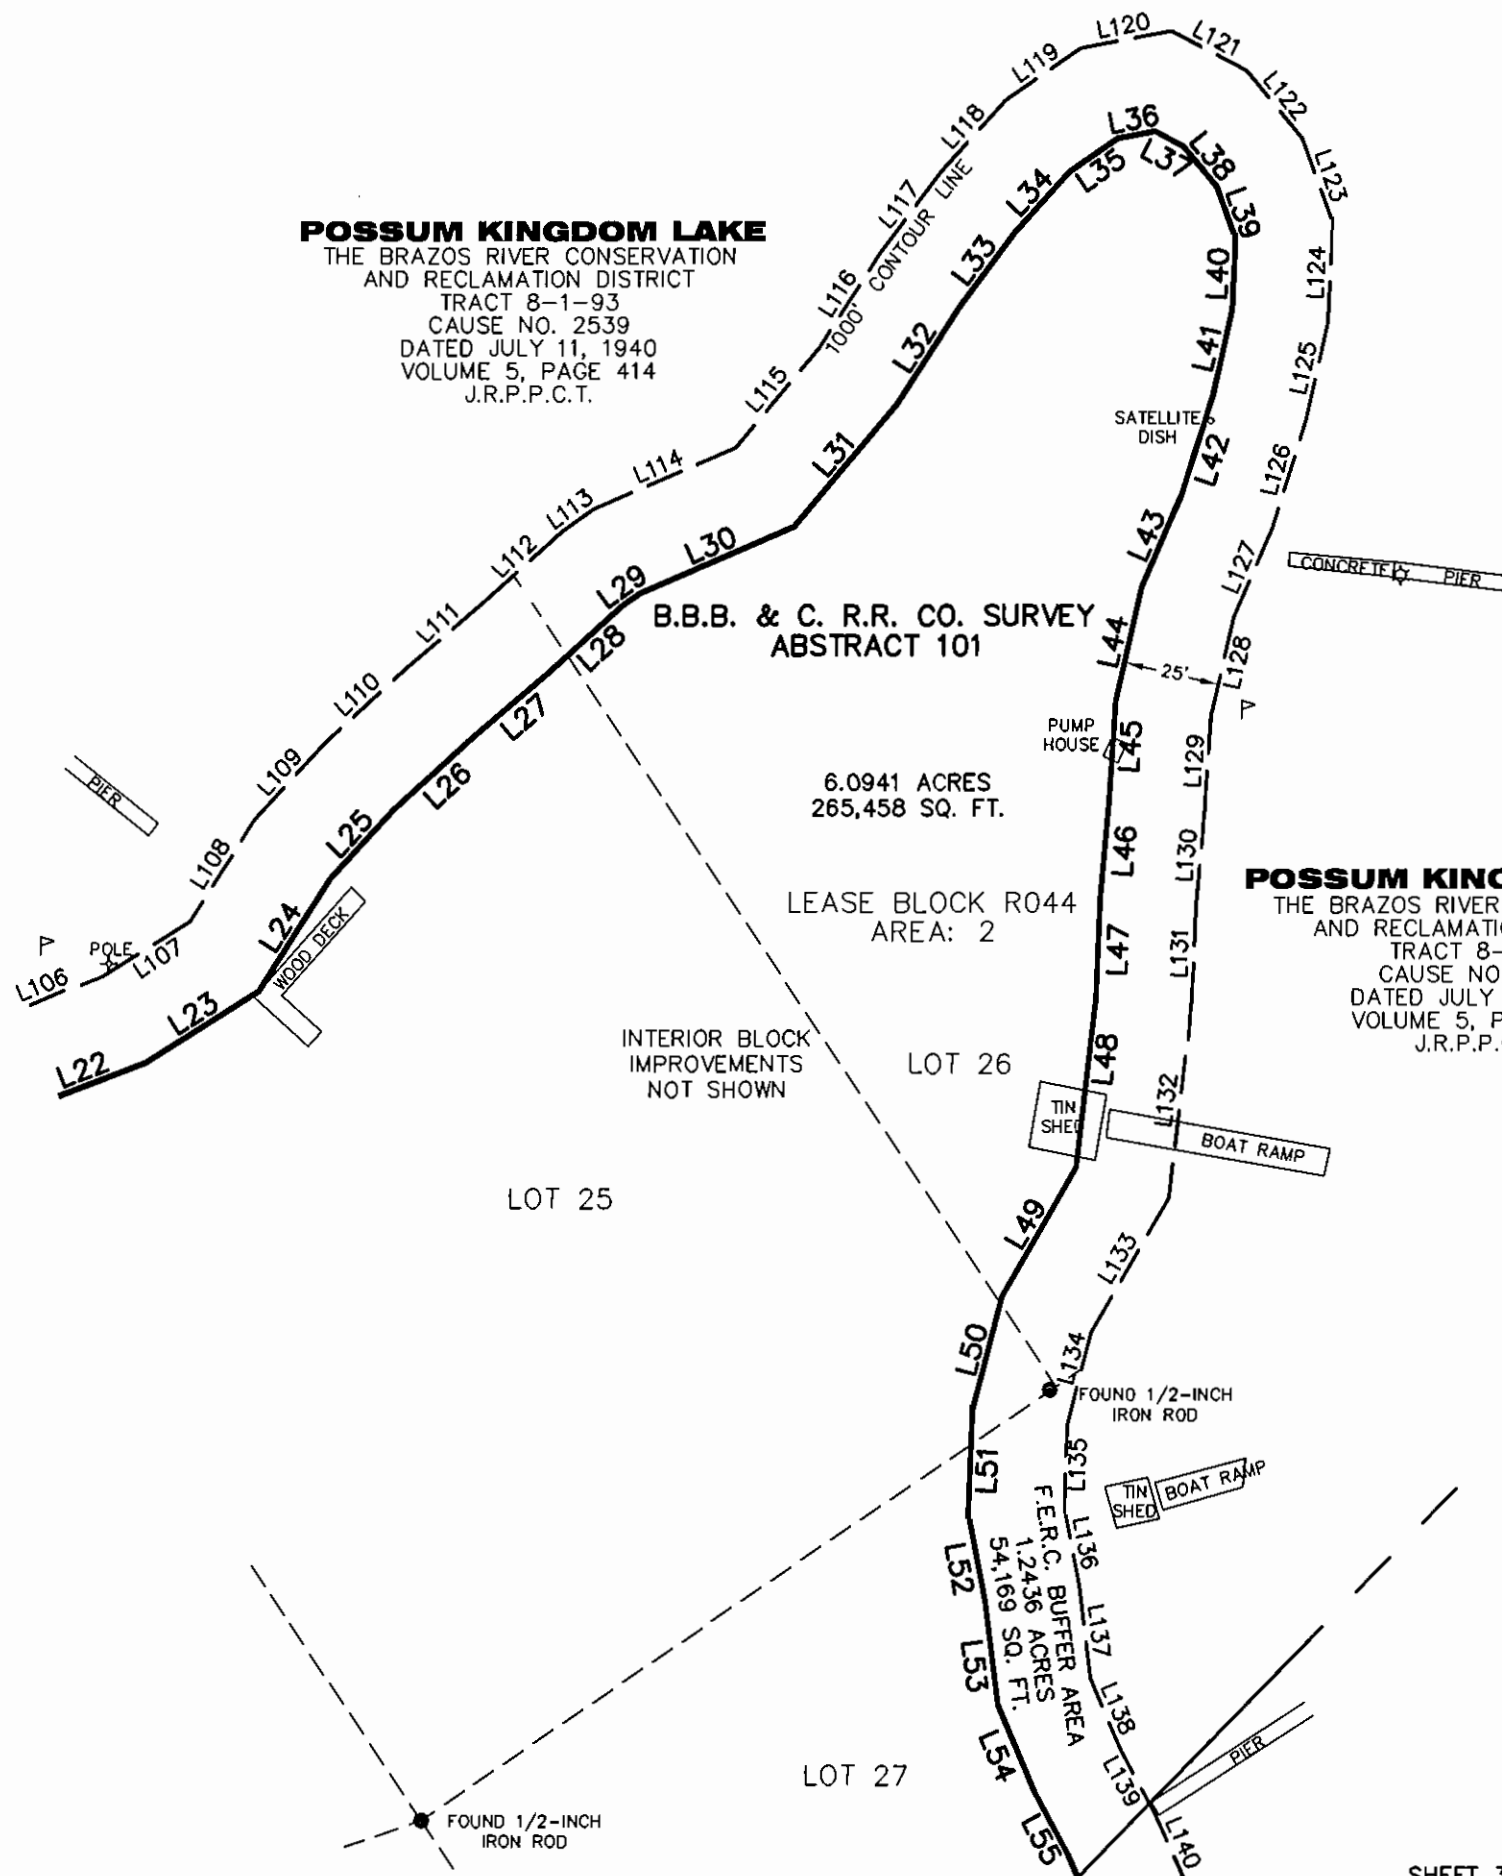 L120
L121
L119
L122
L118
L36
L37
L38
L35
L123
L34
L39
L117
CONTOUR LINE
1000'
L116
L33
L40
L124
POSSUM KINGDOM LAKE
THE BRAZOS RIVER CONSERVATION
AND RECLAMATION DISTRICT
TRACT 8-1-93
CAUSE NO. 2539
DATED JULY 11, 1940
VOLUME 5, PAGE 414
J.R.P.P.C.T.
L32
L41
L125
L115
SATELLITE
DISH
L31
L42
L126
L114
L113
L112
L30
L43
L127
CONCRETE PIER
L29
L111
B.B.B. & C. R.R. CO. SURVEY
ABSTRACT 101
L28
L44
L128
25'
L110
L27
PUMP
HOUSE
L45
L129
L109
L26
PIER
6.0941 ACRES
265,458 SQ. FT.
L25
L108
L46
L130
LEASE BLOCK R044
AREA: 2
POSSUM KING
THE BRAZOS RIVER
AND RECLAMATI
TRACT 8-
CAUSE NO
DATED JULY
VOLUME 5, P
J.R.P.P.
L24
WOOD DECK
POLE
L107
L106
L47
L131
L23
L22
INTERIOR BLOCK
IMPROVEMENTS
NOT SHOWN
LOT 26
L48
L132
TIN
SHED
BOAT RAMP
LOT 25
L49
L133
L50
L134
FOUND 1/2-INCH
IRON ROD
L51
L135
TIN
SHED
BOAT RAMP
F.E.R.C. BUFFER AREA
1.2436 ACRES
54,169 SQ. FT.
L136
L52
L137
L53
L138
L54
L139
PIER
LOT 27
L55
L140
FOUND 1/2-INCH
IRON ROD
SHEET 3